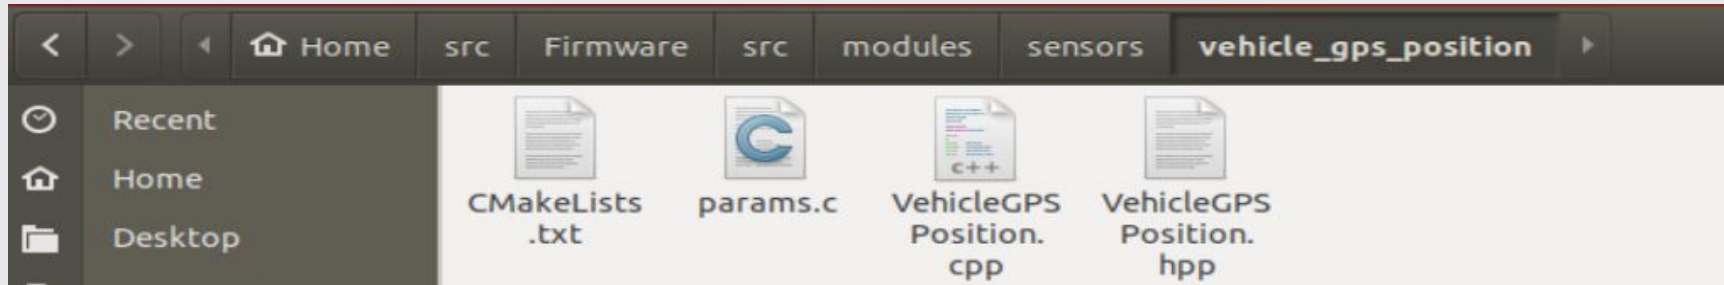 Home src Firmware src modules sensors vehicle_gps_position
Recent
Home
Desktop
CMakeLists
.txt
params.c
C
VehicleGPS
Position.
cpp
c++
VehicleGPS
Position.
hpp